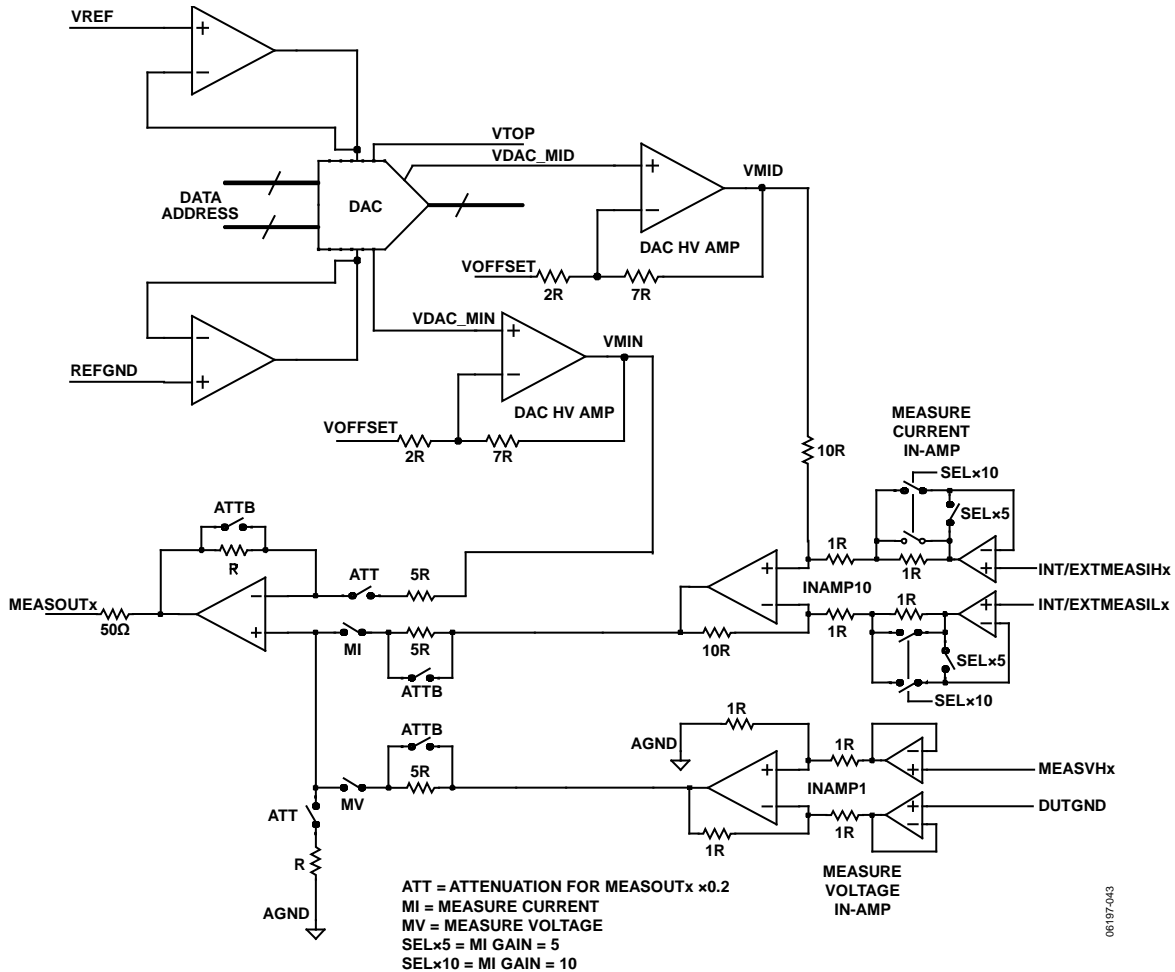 VREF
VTOP
VDAC_MID
VMID
DATA
ADDRESS
DAC
DAC HV AMP
VOFFSET
2R
7R
VDAC_MIN
VMIN
REFGND
DAC HV AMP
VOFFSET
2R
7R
10R
MEASURE
CURRENT
IN-AMP
SEL×10
SEL×5
ATTB
R
ATT
5R
1R
1R
INAMP10
INT/EXTMEASIHx
MEASOUTx
50Ω
MI
5R
ATTB
10R
1R
1R
INT/EXTMEASILx
SEL×5
SEL×10
ATTB
5R
MV
AGND
1R
1R
INAMP1
MEASVHx
DUTGND
1R
1R
MEASURE
VOLTAGE
IN-AMP
ATT
R
AGND
ATT = ATTENUATION FOR MEASOUTx ×0.2
MI = MEASURE CURRENT
MV = MEASURE VOLTAGE
SEL×5 = MI GAIN = 5
SEL×10 = MI GAIN = 10
06197-043